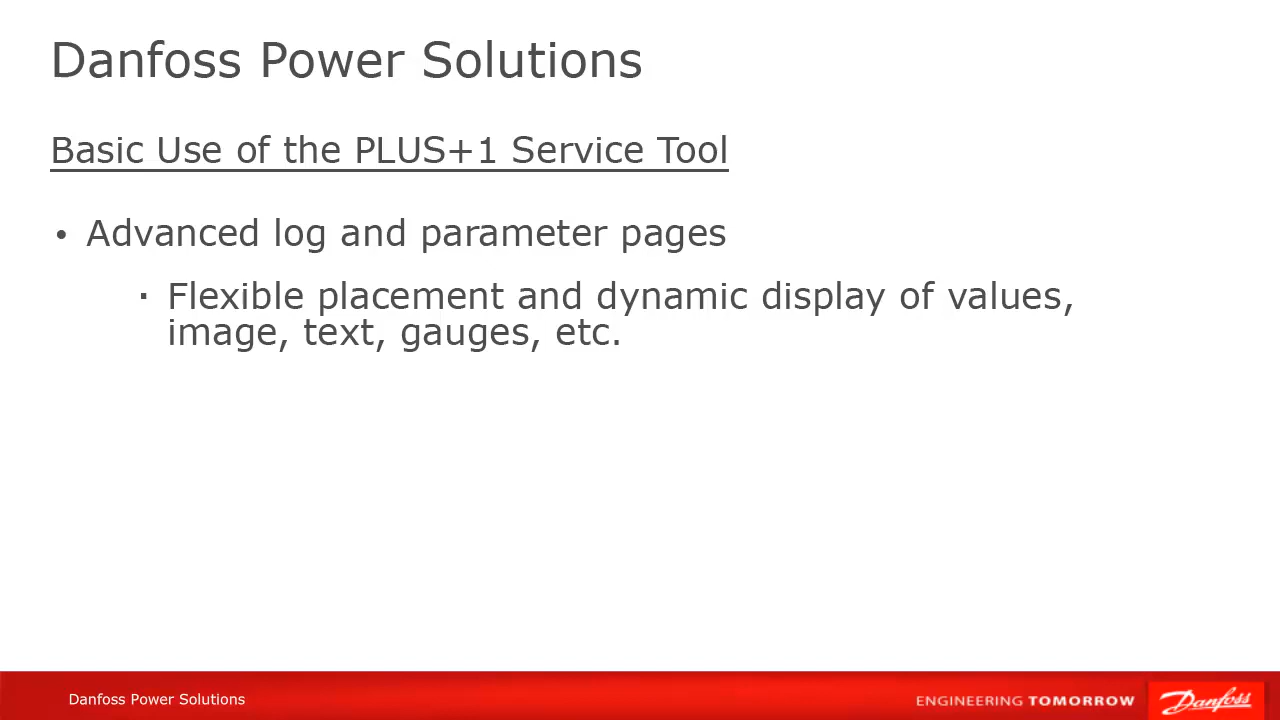 Danfoss Power Solutions
Basic Use of the PLUS+1 Service Tool
• Advanced log and parameter pages
▪ Flexible placement and dynamic display of values,
image, text, gauges, etc.
Danfoss Power Solutions
ENGINEERING TOMORROW
Danfoss